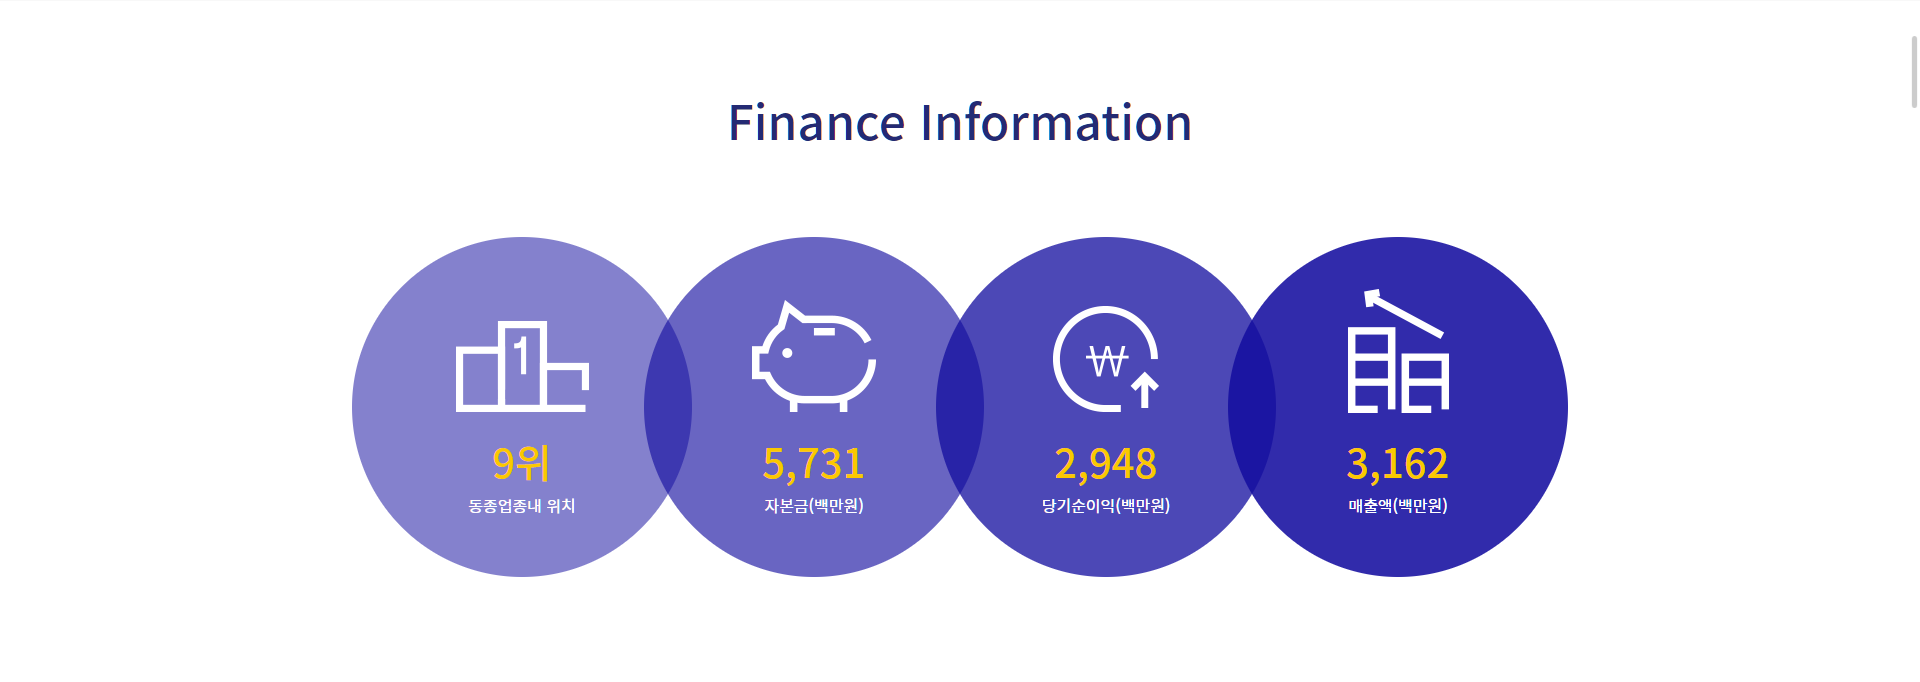 Finance Information
1
₩
9위
5,731
2,948
3,162
동종업종내 위치
자본금(백만원)
당기순이익(백만원)
매출액(백만원)